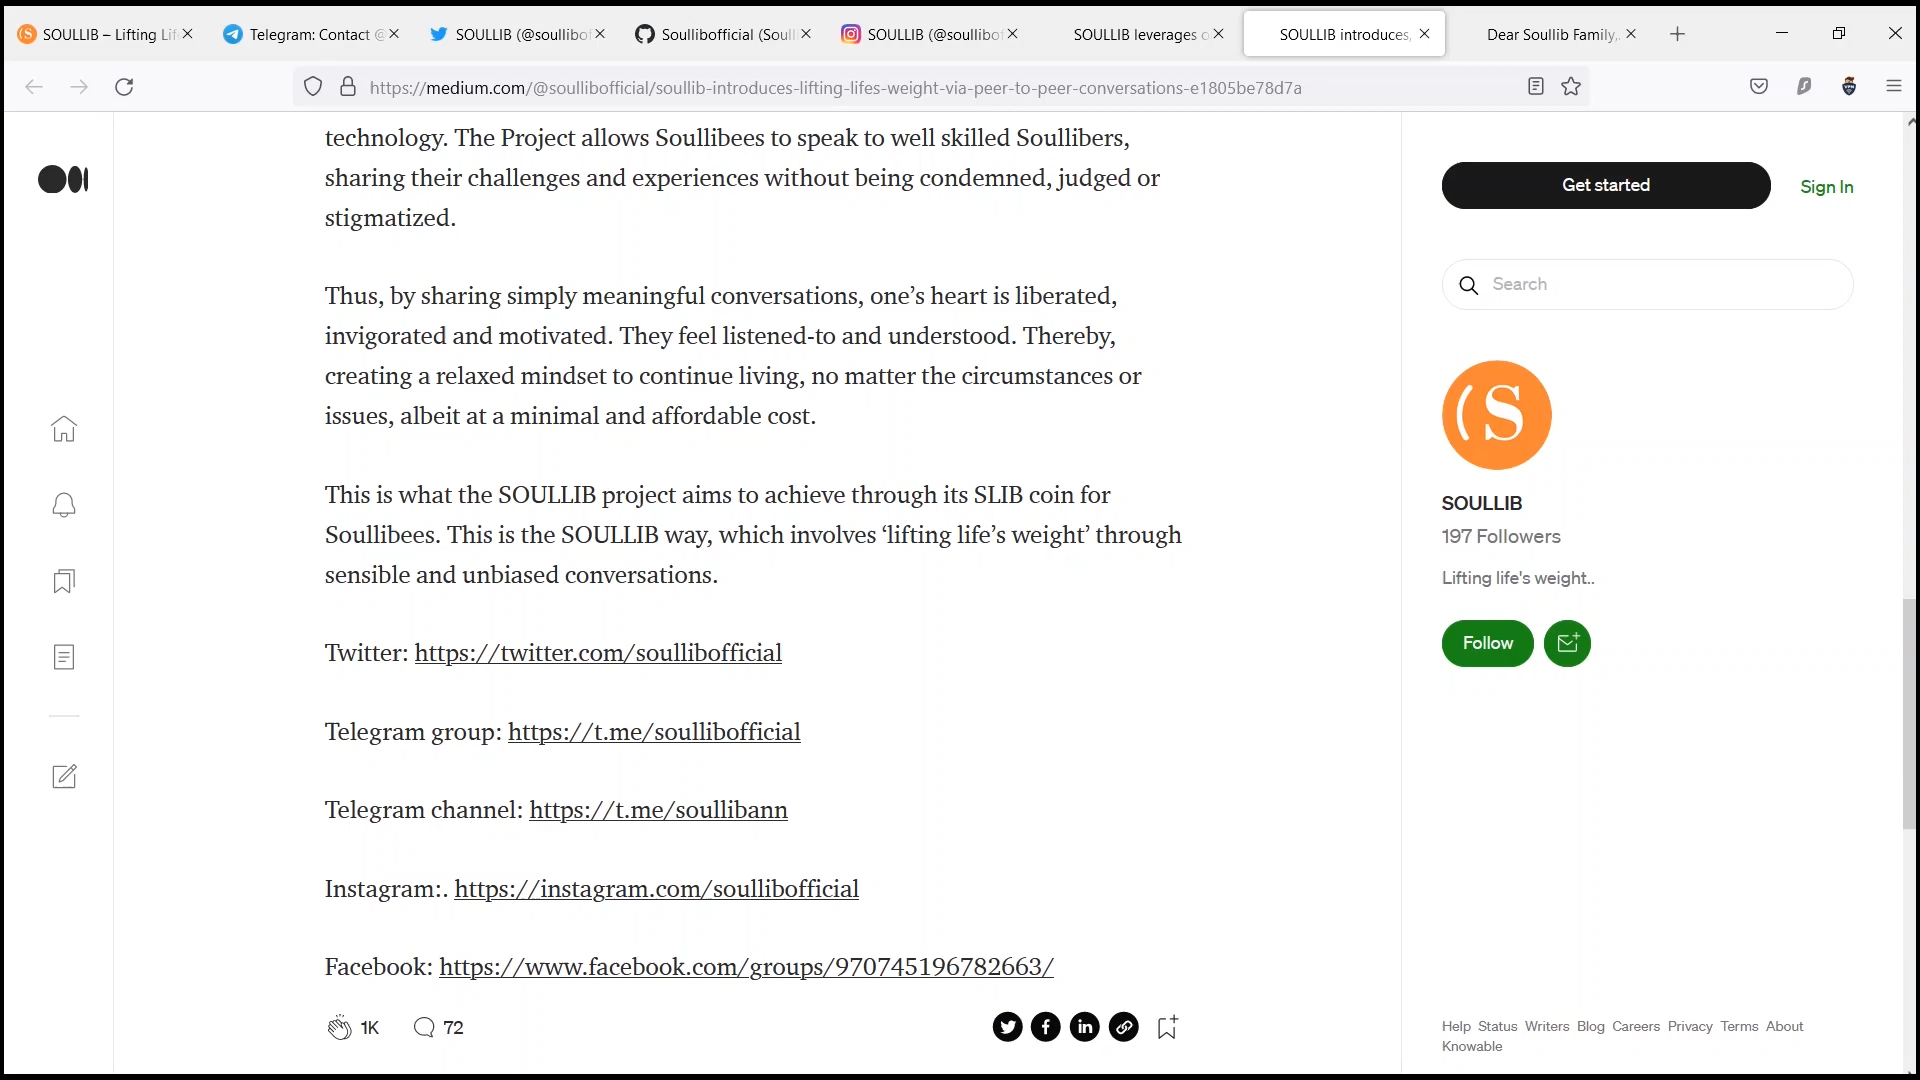 SOULLIB – Lifting Lif
Telegram: Contact @
SOULLIB (@soullibof
Soullibofficial (Soull
SOULLIB (@soullibof
SOULLIB leverages o
SOULLIB introduces,
Dear Soullib Family,.
https://medium.com/@soullibofficial/soullib-introduces-lifting-lifes-weight-via-peer-to-peer-conversations-e1805be78d7a
technology. The Project allows Soullibees to speak to well skilled Soullibers,
sharing their challenges and experiences without being condemned, judged or
stigmatized.
Thus, by sharing simply meaningful conversations, one’s heart is liberated,
invigorated and motivated. They feel listened-to and understood. Thereby,
creating a relaxed mindset to continue living, no matter the circumstances or
issues, albeit at a minimal and affordable cost.
This is what the SOULLIB project aims to achieve through its SLIB coin for
Soullibees. This is the SOULLIB way, which involves ‘lifting life’s weight’ through
sensible and unbiased conversations.
Twitter: https://twitter.com/soullibofficial
Telegram group: https://t.me/soullibofficial
Telegram channel: https://t.me/soullibann
Instagram:. https://instagram.com/soullibofficial
Facebook: https://www.facebook.com/groups/970745196782663/
1K
72
Get started
Sign In
Search
(S
SOULLIB
197 Followers
Lifting life's weight..
Follow
Help Status Writers Blog Careers Privacy Terms About
Knowable